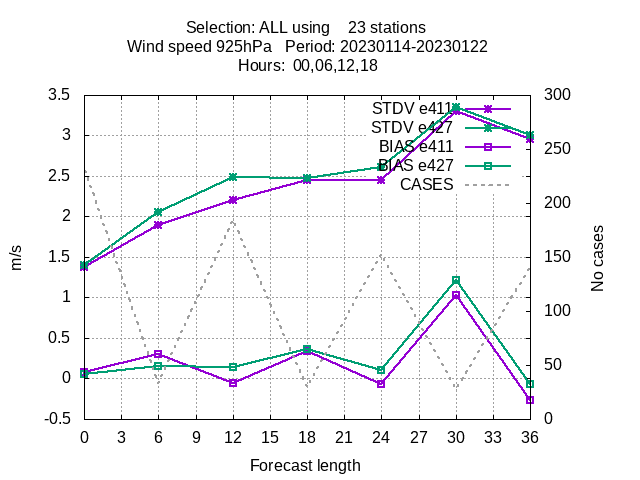 Selection: ALL using 23 stations
Wind speed 925hPa Period: 20230114-20230122
Hours: 00,06,12,18
3.5
3
2.5
2
1.5
1
0.5
0
-0.5
m/s
STDV e411
STDV e427
BIAS e411
BIAS e427
CASES
300
250
200
150
100
50
0
No cases
0 3 6 9 12 15 18 21 24 27 30 33 36
Forecast length